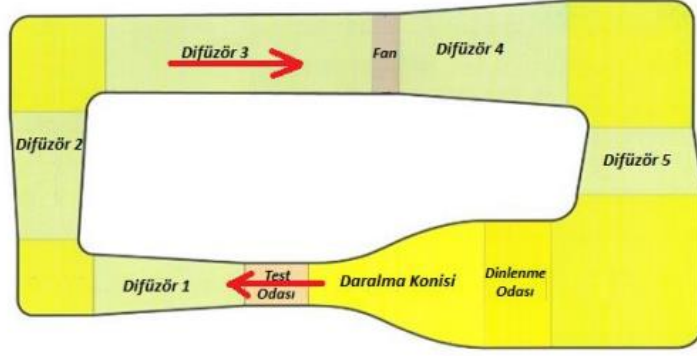 Difüzör 3
Fan
Difüzör 4
Difüzör 2
Difüzör 5
Difüzör 1
Test
Odası
Daralma Konisi
Dinlenme
Odası